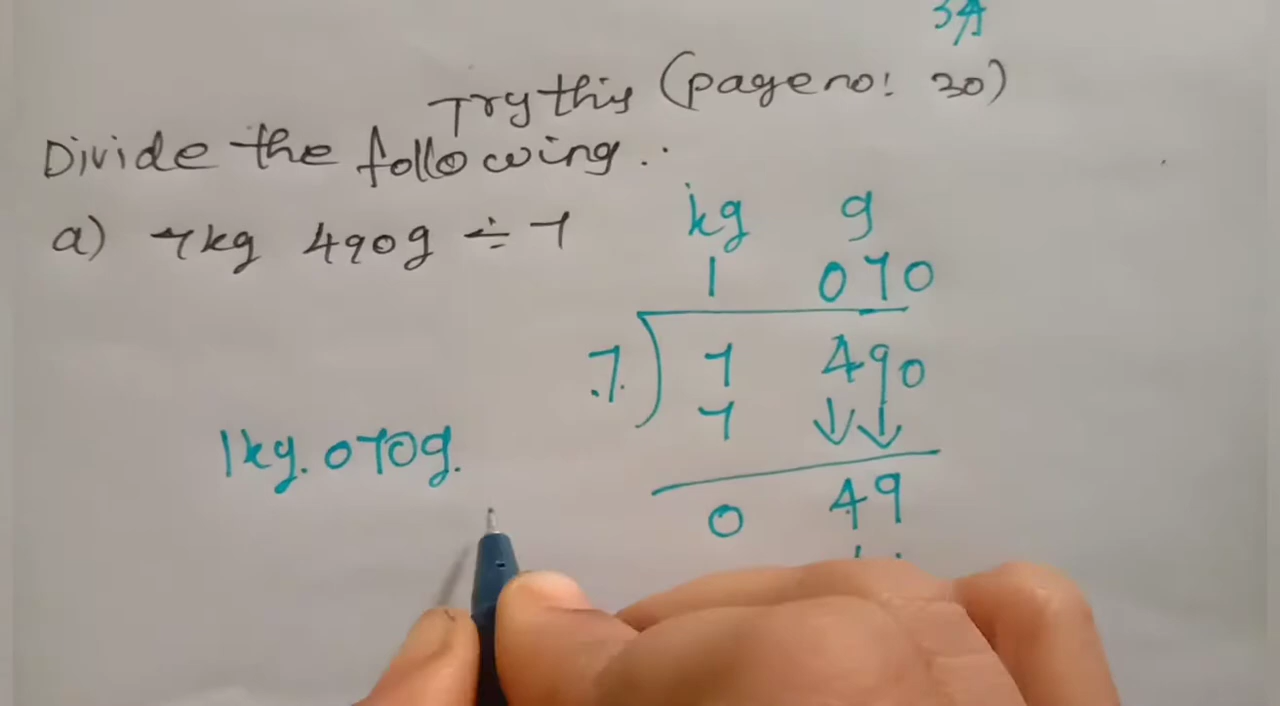 3A
Try this (page no: 30)
Divide the following..
a) 7kg 490g ÷ 7
kg g
1 070
7) 7 490
7 ↓↓
0 49
1kg. 070g.